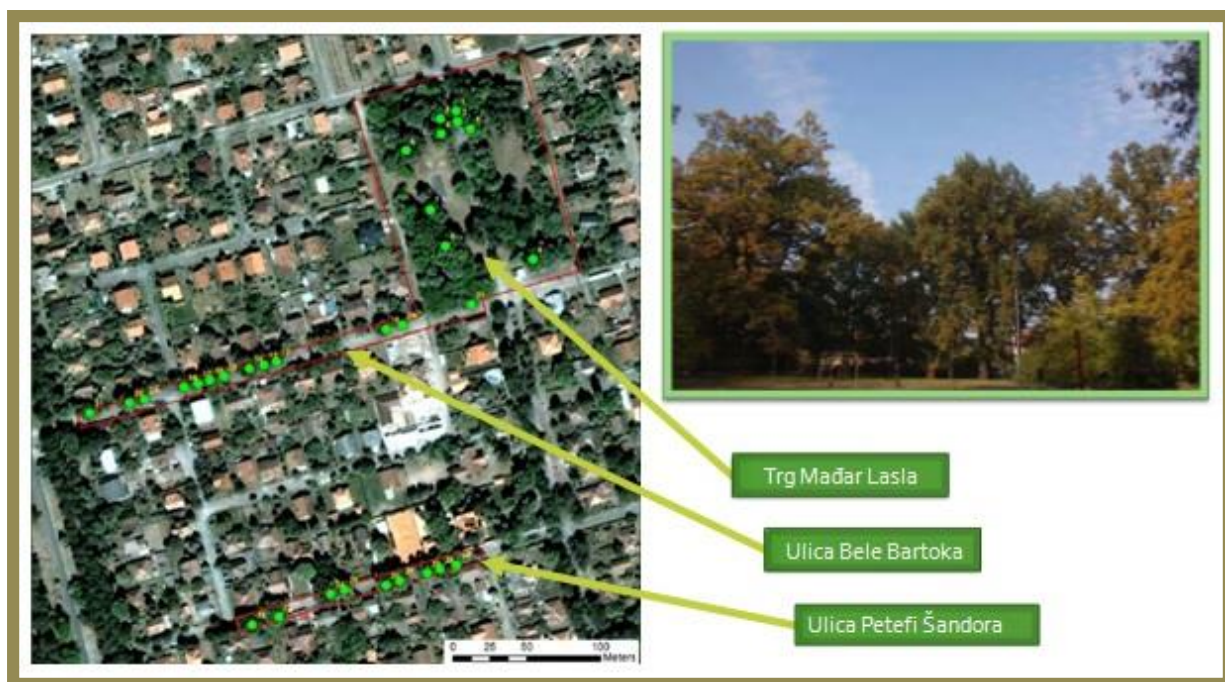 Trg Mađar Lasla
Ulica Bele Bartoka
Ulica Petefi Šandora
0 25 50 100
Meters